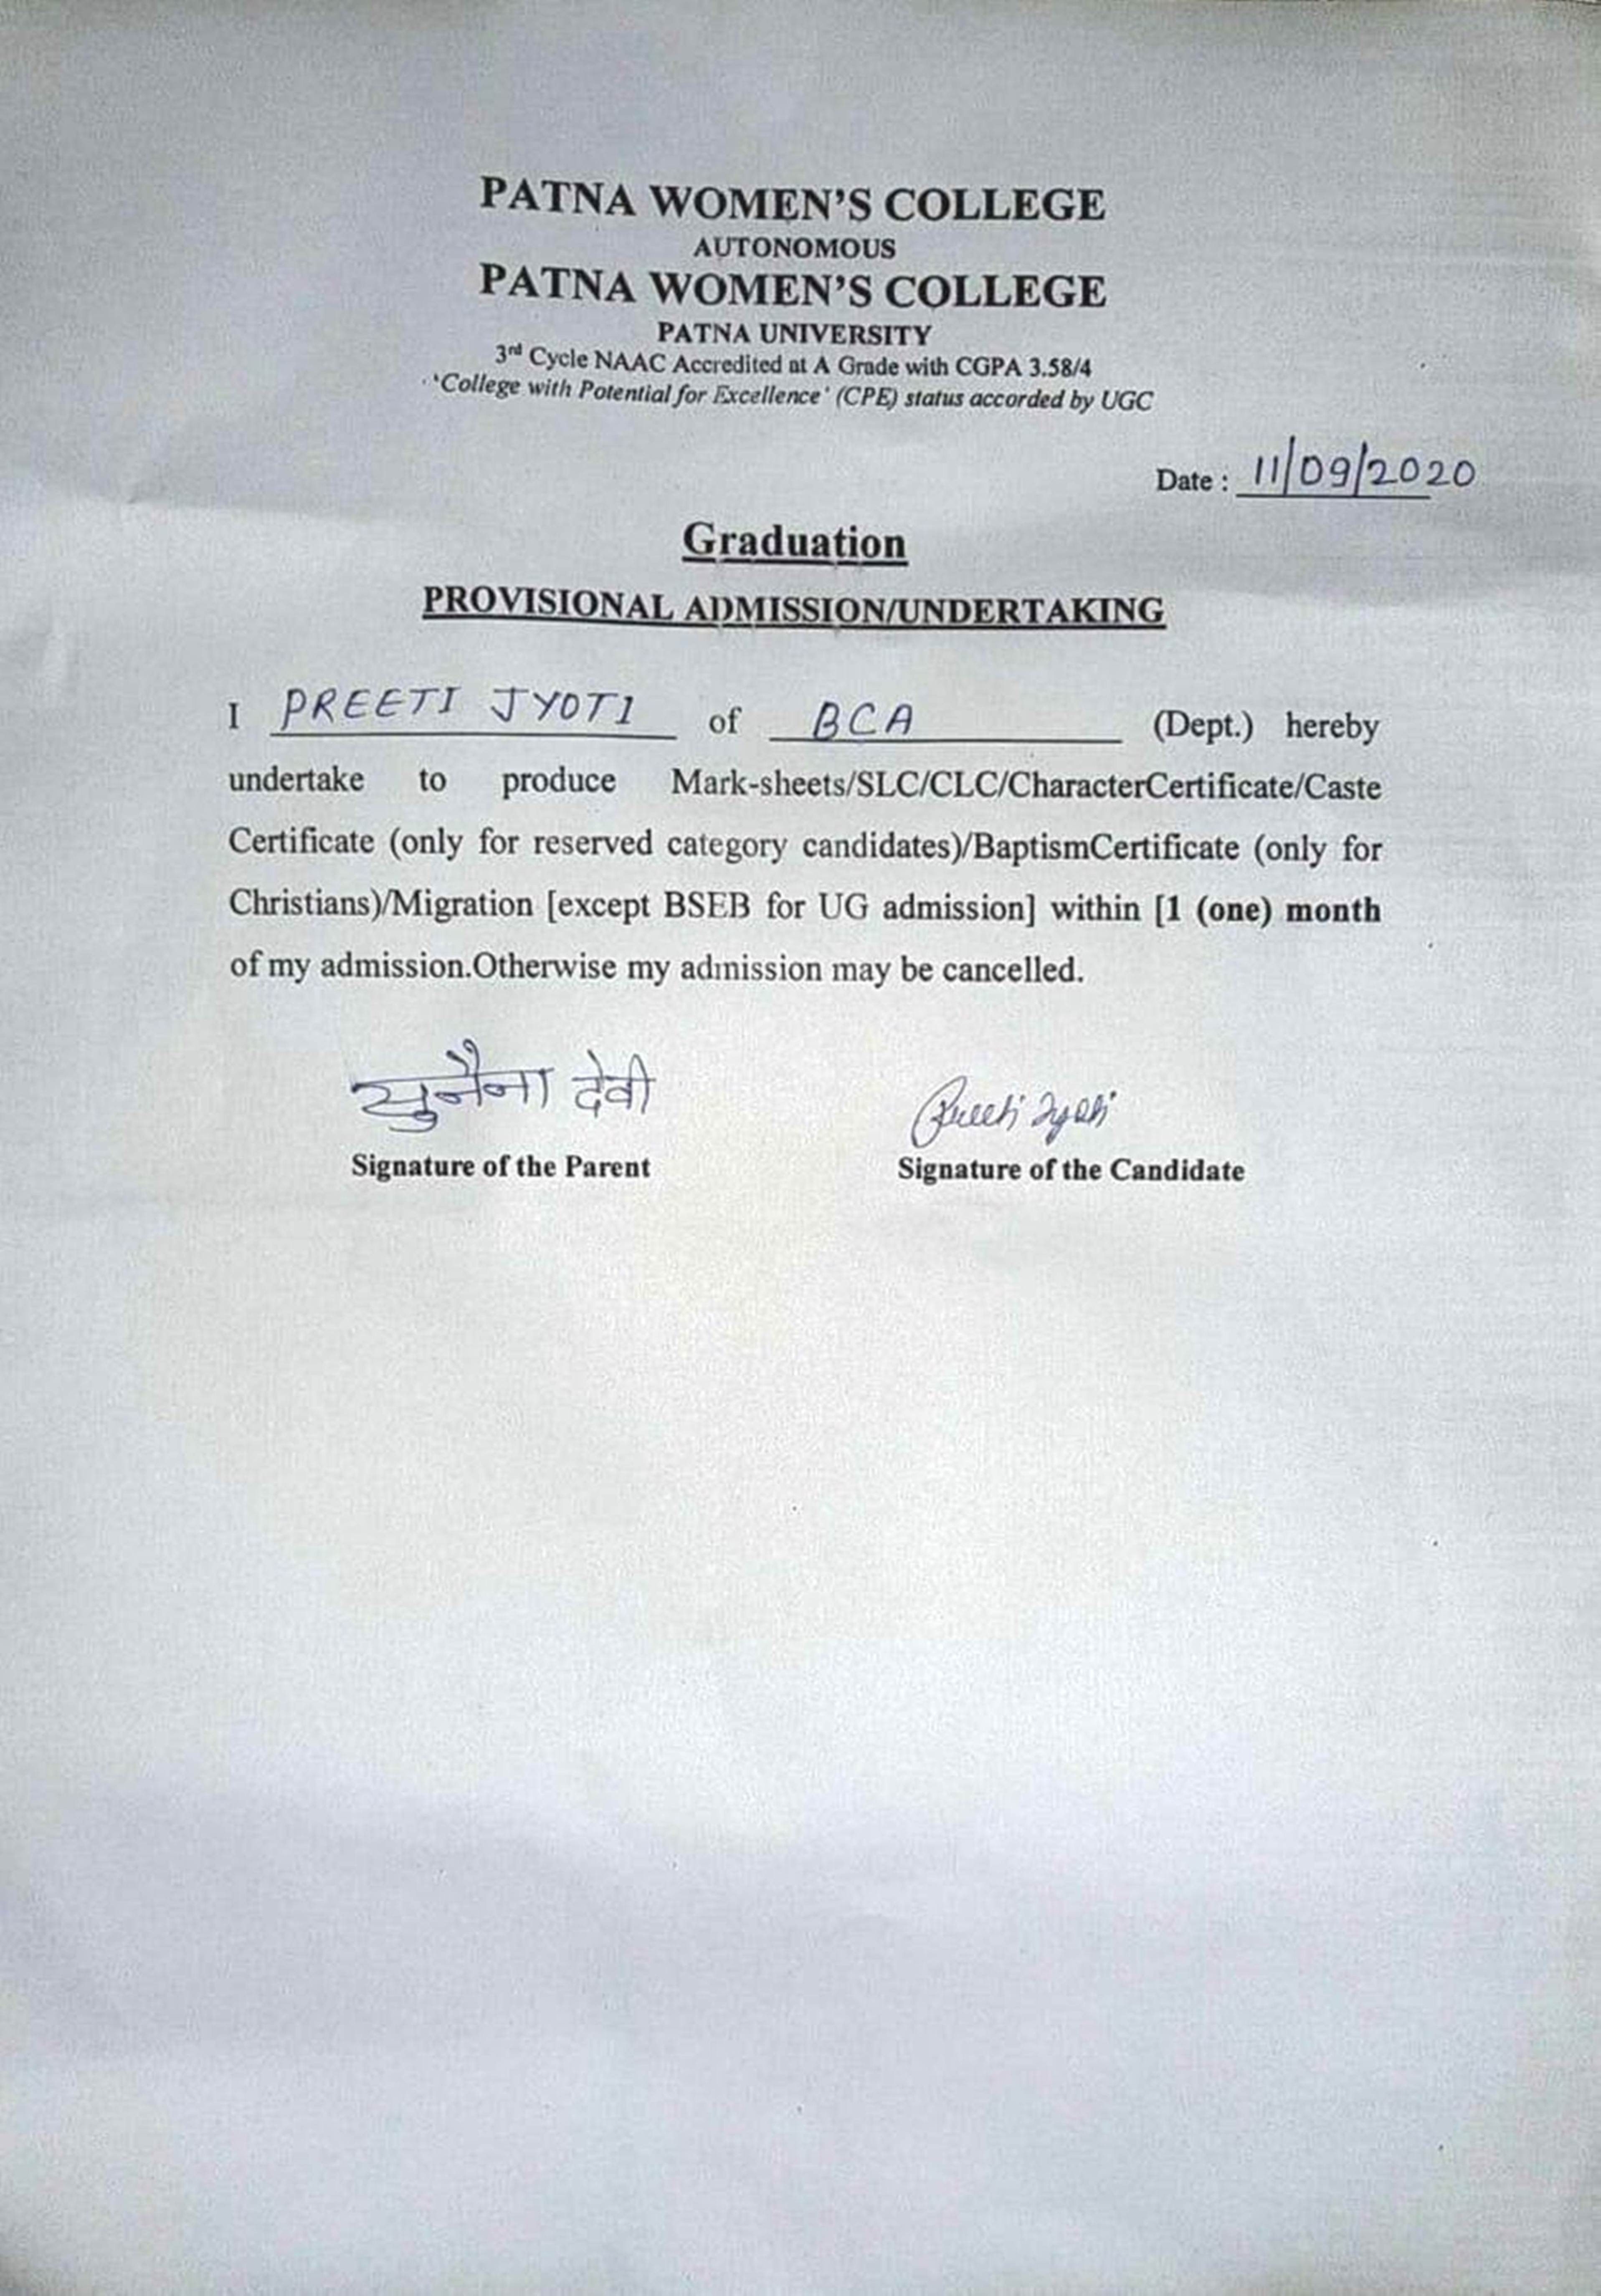 PATNA WOMEN'S COLLEGE
AUTONOMOUS
PATNA WOMEN'S COLLEGE
PATNA UNIVERSITY
3rd Cycle NAAC Accredited at A Grade with CGPA 3.58/4
'College with Potential for Excellence' (CPE) status accorded by UGC
Date : 11/09/2020
Graduation
PROVISIONAL ADMISSION/UNDERTAKING
I PREETI JYOTI of BCA (Dept.) hereby
undertake to produce Mark-sheets/SLC/CLC/CharacterCertificate/Caste
Certificate (only for reserved category candidates)/BaptismCertificate (only for
Christians)/Migration [except BSEB for UG admission] within [1 (one) month
of my admission.Otherwise my admission may be cancelled.
सुनैना देवी Preeti Jyoti
Signature of the Parent Signature of the Candidate